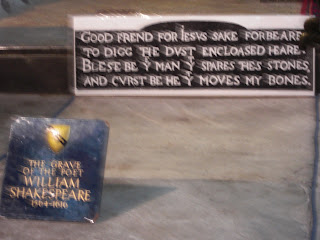 GOOD FREND FOR IESVS SAKE FORBEARE,
TO DIGG THE DVST ENCLOASED HEARE.
BLESE BE Y MAN Y SPARES THES STONES,
AND CVRST BE HE Y MOVES MY BONES.
THE GRAVE
OF THE POET
WILLIAM
SHAKESPEARE
1564-1616